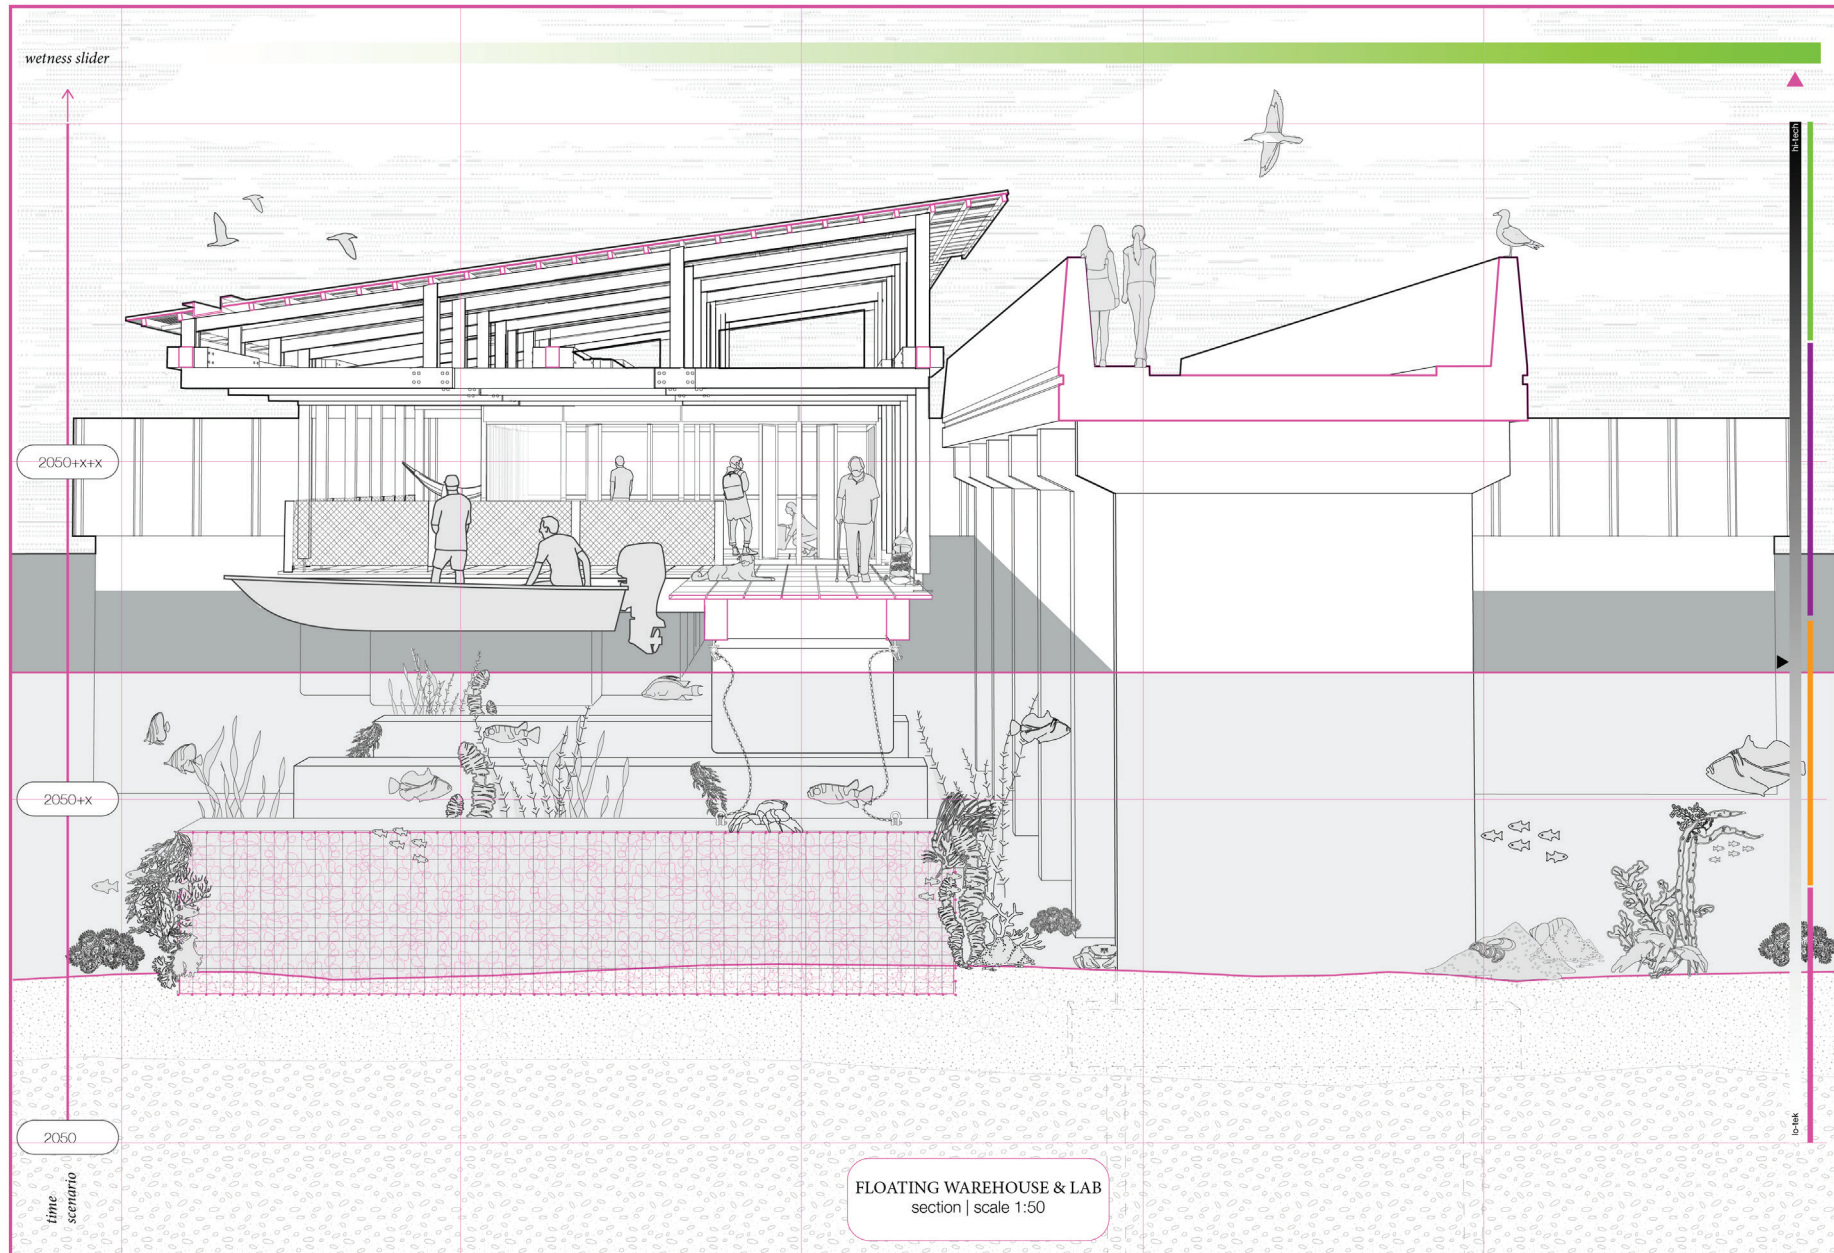 wetness slider
hi-tech
2050+x+x
2050+x
2050
lo-tek
time
scenario
FLOATING WAREHOUSE & LAB
section | scale 1:50